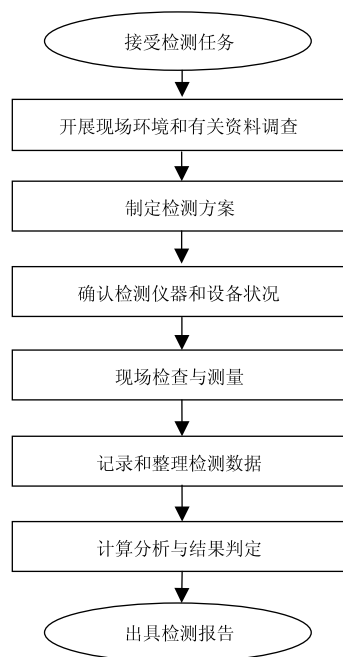 接受检测任务
开展现场环境和有关资料调查
制定检测方案
确认检测仪器和设备状况
现场检查与测量
记录和整理检测数据
计算分析与结果判定
出具检测报告